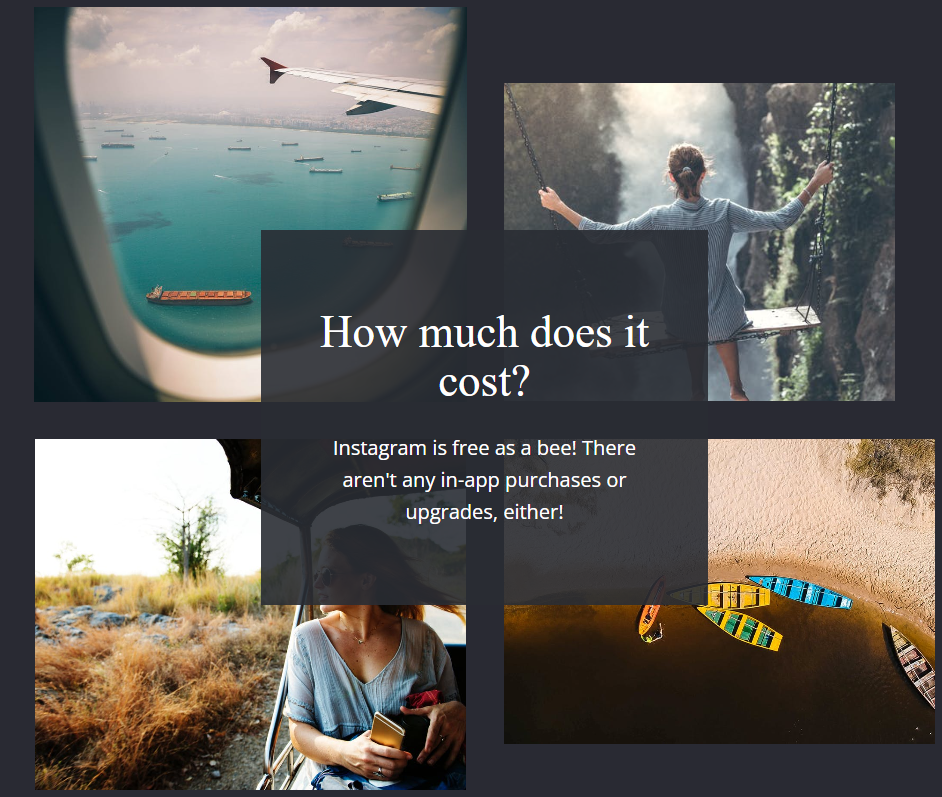 How much does it
cost?
Instagram is free as a bee! There
aren't any in-app purchases or
upgrades, either!